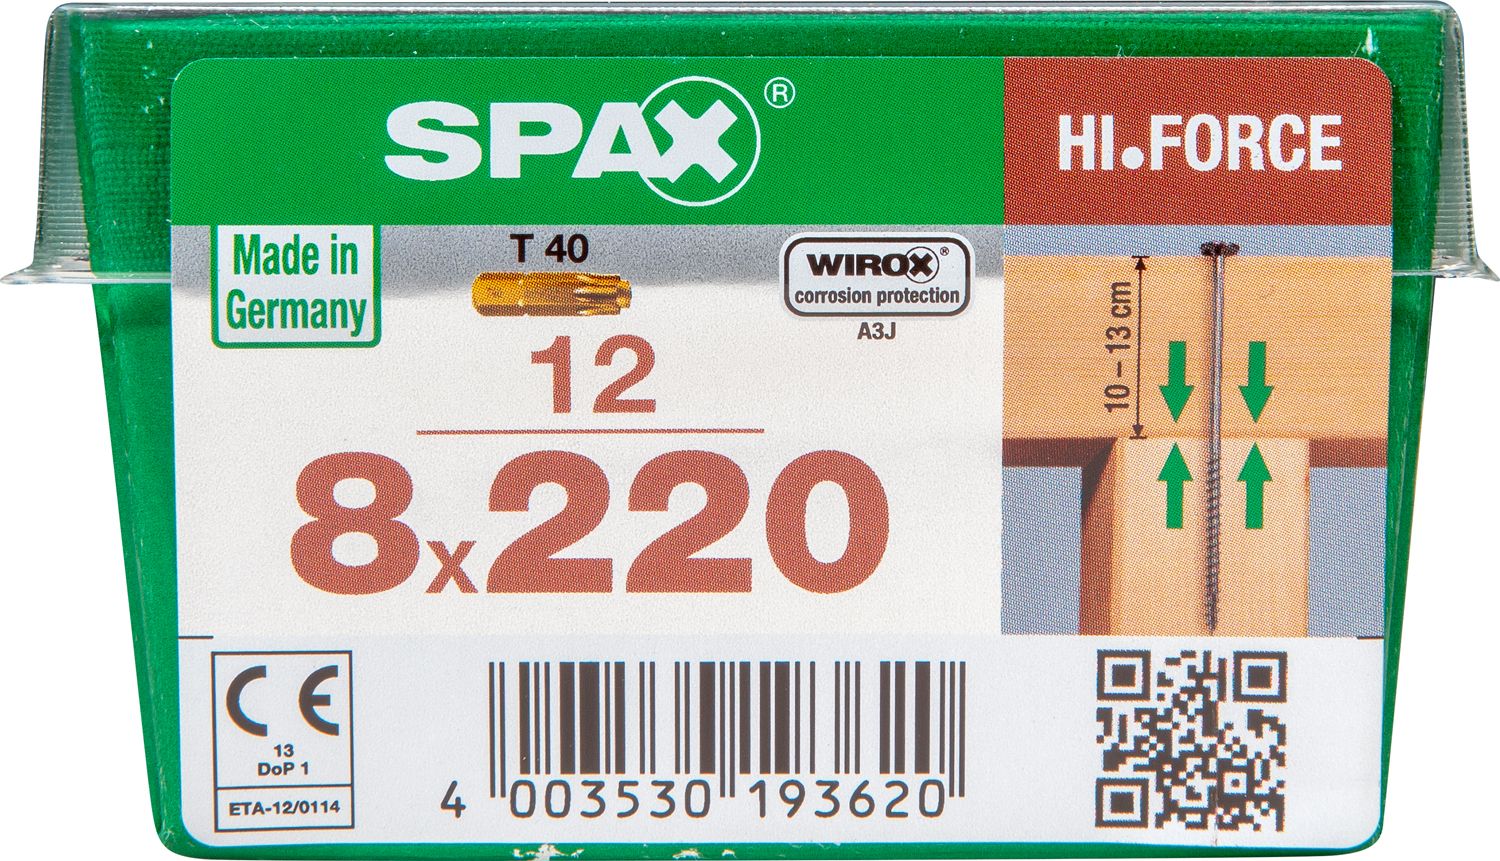 SPAX®
HI.FORCE
Made in
Germany
T 40
WIROX®
corrosion protection
A3J
12
8x220
10 – 13 cm
CE
13
DoP 1
ETA-12/0114
4 003530 193620